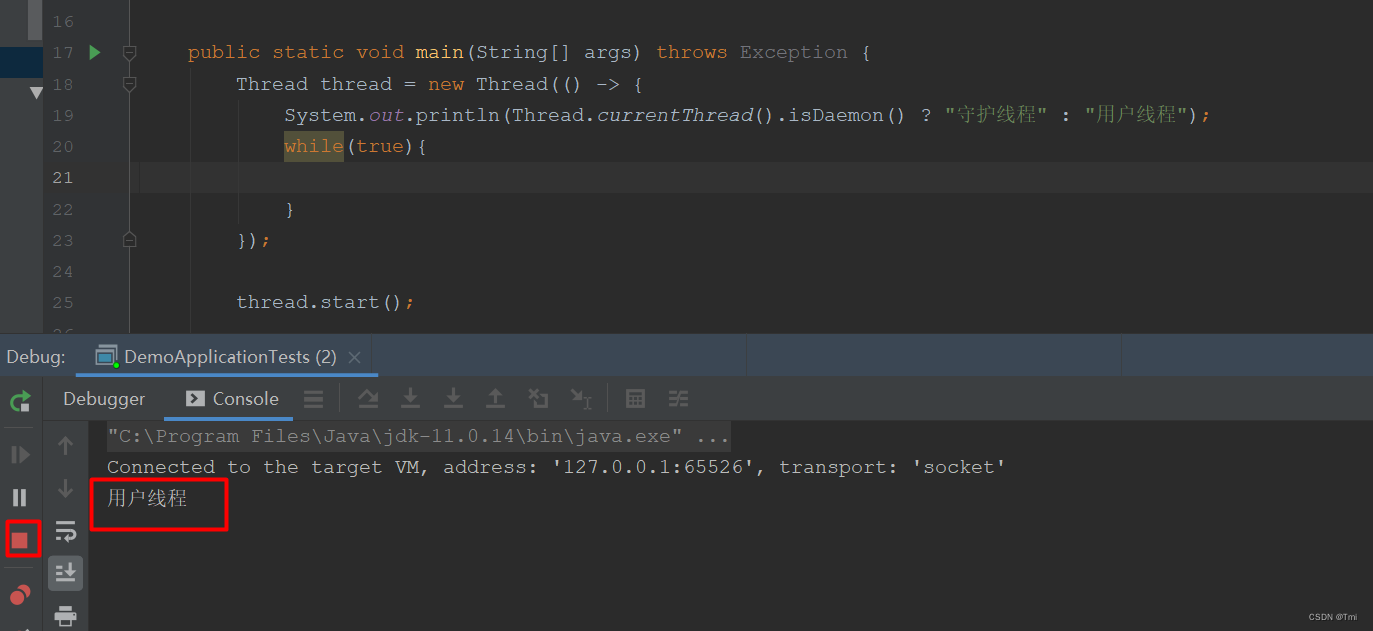 16
17 public static void main(String[] args) throws Exception {
18 Thread thread = new Thread(() -> {
19 System.out.println(Thread.currentThread().isDaemon() ? "守护线程" : "用户线程");
20 while(true){
21
22 }
23 });
24
25 thread.start();
Debug: DemoApplicationTests (2)
Debugger Console
"C:\Program Files\Java\jdk-11.0.14\bin\java.exe" ...
Connected to the target VM, address: '127.0.0.1:65526', transport: 'socket'
用户线程
CSDN @Tmi